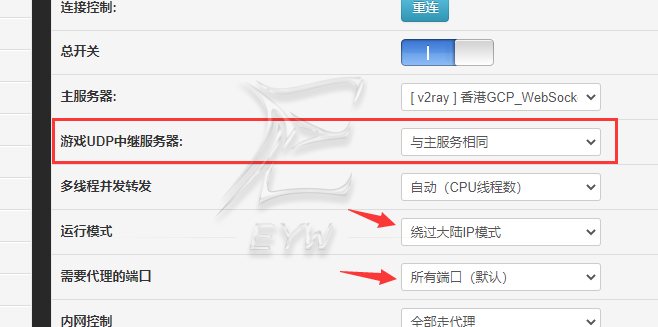 连接控制:
重连
总开关
主服务器:
[ v2ray ] 香港GCP_WebSock
游戏UDP中继服务器:
与主服务相同
多线程并发转发
自动（CPU线程数）
运行模式
绕过大陆IP模式
EYW
需要代理的端口
所有端口（默认）
内网控制
全部走代理